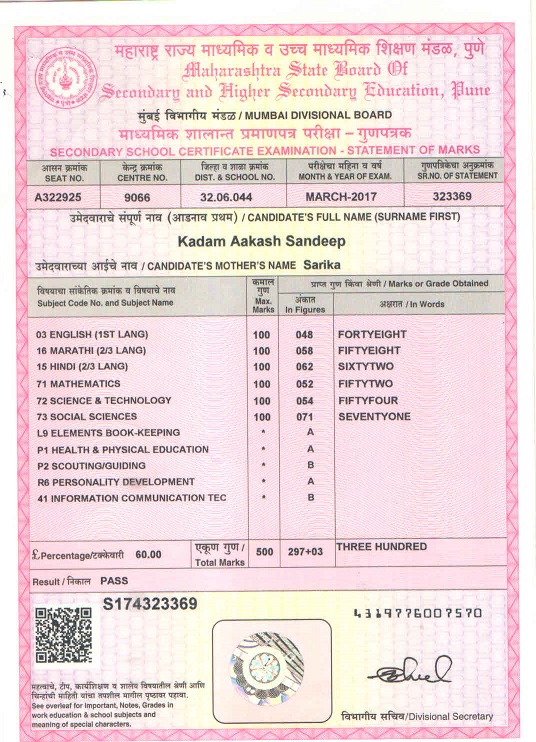 महाराष्ट्र राज्य माध्यमिक व उच्च माध्यमिक शिक्षण मंडळ, पुणे
Maharashtra State Board Of
Secondary and Higher Secondary Education, Pune
मुंबई विभागीय मंडळ / MUMBAI DIVISIONAL BOARD
माध्यमिक शालान्त प्रमाणपत्र परीक्षा – गुणपत्रक
SECONDARY SCHOOL CERTIFICATE EXAMINATION - STATEMENT OF MARKS
आसन क्रमांक केन्द्र क्रमांक जिल्हा व शाळा क्रमांक परीक्षेचा महिना व वर्ष गुणपत्रिकेचा अनुक्रमांक
SEAT NO. CENTRE NO. DIST. & SCHOOL NO. MONTH & YEAR OF EXAM. SR.NO. OF STATEMENT
A322925 9066 32.06.044 MARCH-2017 323369
उमेदवाराचे संपूर्ण नाव (आडनाव प्रथम) / CANDIDATE'S FULL NAME (SURNAME FIRST)
Kadam Aakash Sandeep
उमेदवाराच्या आईचे नाव / CANDIDATE'S MOTHER'S NAME Sarika
विषयाचा सांकेतिक क्रमांक व विषयाचे नाव
Subject Code No. and Subject Name
कमाल
गुण
Max.
Marks
प्राप्त गुण किंवा श्रेणी / Marks or Grade Obtained
अंकात
In Figures
अक्षरात / In Words
03 ENGLISH (1ST LANG) 100 048 FORTYEIGHT
16 MARATHI (2/3 LANG) 100 058 FIFTYEIGHT
15 HINDI (2/3 LANG) 100 062 SIXTYTWO
71 MATHEMATICS 100 052 FIFTYTWO
72 SCIENCE & TECHNOLOGY 100 054 FIFTYFOUR
73 SOCIAL SCIENCES 100 071 SEVENTYONE
L9 ELEMENTS BOOK-KEEPING * A
P1 HEALTH & PHYSICAL EDUCATION * A
P2 SCOUTING/GUIDING * B
R6 PERSONALITY DEVELOPMENT * A
41 INFORMATION COMMUNICATION TEC * B
£ Percentage/टक्केवारी 60.00 एकूण गुण / Total Marks 500 297+03 THREE HUNDRED
Result / निकाल PASS
S174323369
4319776007570
महत्वाचे, टीप, कार्यशिक्षण व शालेय विषयातील श्रेणी आणि
चिन्हांची माहिती यांचा तपशील मागील पृष्ठावर पहावा.
See overleaf for Important, Notes, Grades in
work education & school subjects and
meaning of special characters.
विभागीय सचिव/Divisional Secretary